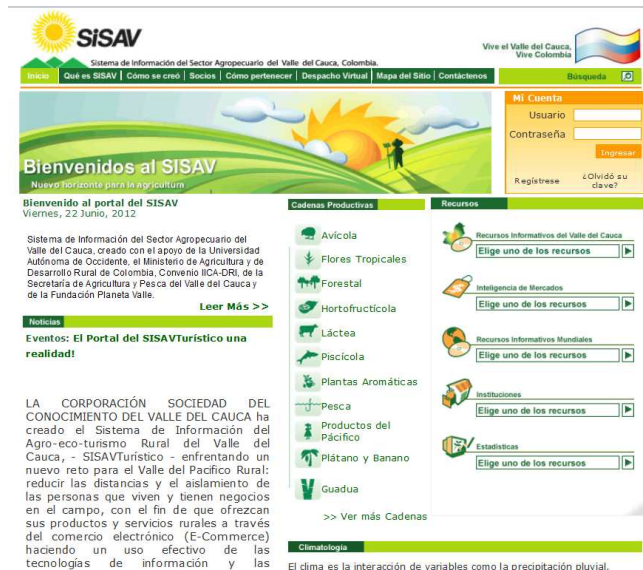 SiSAV
Sistema de Información del Sector Agropecuario del Valle del Cauca, Colombia.
Vive el Valle del Cauca,
Vive Colombia
Inicio | Qué es SISAV | Cómo se creó | Socios | Cómo pertenecer | Despacho Virtual | Mapa del Sitio | Contáctenos
Búsqueda
Bienvenidos al SISAV
Nuevo horizonte para la agricultura
Mi Cuenta
Usuario
Contraseña
Ingresar
Regístrese
¿Olvidó su
clave?
Bienvenido al portal del SISAV
Viernes, 22 Junio, 2012
Sistema de Información del Sector Agropecuario del
Valle del Cauca, creado con el apoyo de la Universidad
Autónoma de Occidente, el Ministerio de Agricultura y de
Desarrollo Rural de Colombia, Convenio IICA-DRI, de la
Secretaría de Agricultura y Pesca del Valle del Cauca y
de la Fundación Planeta Valle.
Leer Más >>
Noticias
Eventos: El Portal del SISAVTurístico una
realidad!
LA CORPORACIÓN SOCIEDAD DEL
CONOCIMIENTO DEL VALLE DEL CAUCA ha
creado el Sistema de Información del
Agro-eco-turismo Rural del Valle del
Cauca, - SISAVTurístico - enfrentando un
nuevo reto para el Valle del Pacifico Rural:
reducir las distancias y el aislamiento de
las personas que viven y tienen negocios
en el campo, con el fin de que ofrezcan
sus productos y servicios rurales a través
del comercio electrónico (E-Commerce)
haciendo un uso efectivo de las
tecnologías de información y las
Cadenas Productivas
Avícola
Flores Tropicales
Forestal
Hortofructícola
Láctea
Piscícola
Plantas Aromáticas
Pesca
Productos del
Pácifico
Plátano y Banano
Guadua
>> Ver más Cadenas
Recursos
Recursos Informativos del Valle del Cauca
Elige uno de los recursos
Inteligencia de Mercados
Elige uno de los recursos
Recursos Informativos Mundiales
Elige uno de los recursos
Instituciones
Elige uno de los recursos
Estadísticas
Elige uno de los recursos
Climatología
El clima es la interacción de variables como la precipitación pluvial,